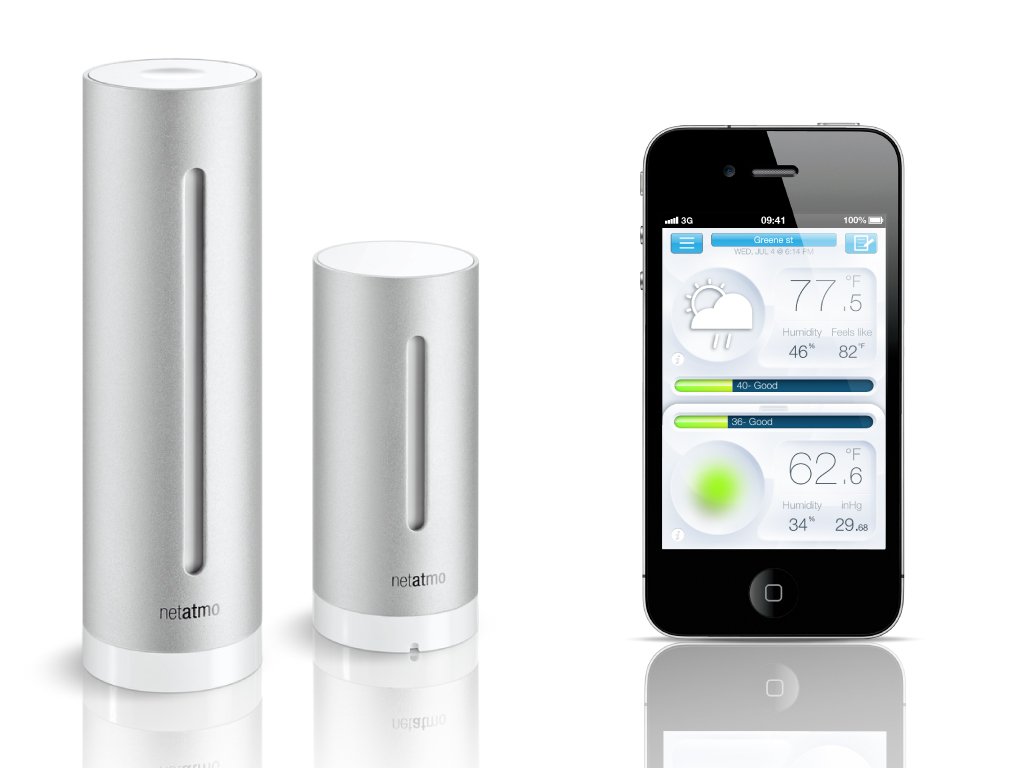 netatmo
netatmo
3G 09:41 100%
Greene st
WED, JUL 4 @ 6:14 PM
77.5 °F
Humidity Feels like
46% 82°F
40- Good
36- Good
62.6 °F
Humidity inHg
34% 29.68
netatmo